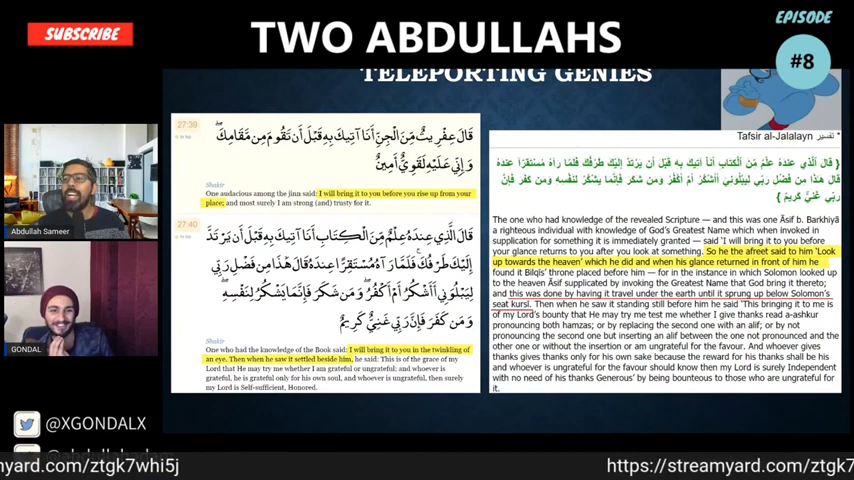 SUBSCRIBE
TWO ABDULLAHS
EPISODE
#8
TELEPORTING GENIES
27:39
قَالَ عِفْرِيتٌ مِّنَ الْجِنِّ أَنَا آتِيكَ بِهِ قَبْلَ أَن تَقُومَ مِن مَّقَامِكَ ۖ
وَإِنِّي عَلَيْهِ لَقَوِيٌّ أَمِينٌ
Shakir
One audacious among the jinn said: I will bring it to you before you rise up from your
place; and most surely I am strong (and) trusty for it.
27:40
قَالَ الَّذِي عِندَهُ عِلْمٌ مِّنَ الْكِتَابِ أَنَا آتِيكَ بِهِ قَبْلَ أَن يَرْتَدَّ
إِلَيْكَ طَرْفُكَ ۚ فَلَمَّا رَآهُ مُسْتَقِرًّا عِندَهُ قَالَ هَٰذَا مِن فَضْلِ رَبِّي
لِيَبْلُوَنِي أَأَشْكُرُ أَمْ أَكْفُرُ ۖ وَمَن شَكَرَ فَإِنَّمَا يَشْكُرُ لِنَفْسِهِ ۖ
وَمَن كَفَرَ فَإِنَّ رَبِّي غَنِيٌّ كَرِيمٌ
Shakir
One who had the knowledge of the Book said: I will bring it to you in the twinkling of
an eye. Then when he saw it settled beside him, he said: This is of the grace of my
Lord that He may try me whether I am grateful or ungrateful; and whoever is
grateful, he is grateful only for his own soul, and whoever is ungrateful, then surely
my Lord is Self-sufficient, Honored.
Tafsir al-Jalalayn تفسير *
{ قَالَ ٱلَّذِي عِندَهُ عِلْمٌ مِّنَ ٱلْكِتَابِ أَنَاْ آتِيكَ بِهِ قَبْلَ أَن يَرْتَدَّ إِلَيْكَ طَرْفُكَ فَلَمَّا رَآهُ مُسْتَقِرّاً عِندَهُ
قَالَ هَـٰذَا مِن فَضْلِ رَبِّي لِيَبْلُوَنِيۤ أَأَشْكُرُ أَمْ أَكْفُرُ وَمَن شَكَرَ فَإِنَّمَا يَشْكُرُ لِنَفْسِهِ وَمَن كَفَرَ فَإِنَّ
رَبِّي غَنِيٌّ كَرِيمٌ }
The one who had knowledge of the revealed Scripture — and this was one Āsif b. Barkhiyā
a righteous individual with knowledge of God's Greatest Name which when invoked in
supplication for something it is immediately granted — said 'I will bring it to you before
your glance returns to you after you look at something. So he the afreet said to him 'Look
up towards the heaven' which he did and when his glance returned in front of him he
found it Bilqīs' throne placed before him — for in the instance in which Solomon looked up
to the heaven Āsif supplicated by invoking the Greatest Name that God bring it thereto;
and this was done by having it travel under the earth until it sprung up below Solomon's
seat kursī. Then when he saw it standing still before him he said 'This bringing it to me is
of my Lord's bounty that He may try me test me whether I give thanks read a-ashkur
pronouncing both hamzas; or by replacing the second one with an alif; or by not
pronouncing the second one but inserting an alif between the one not pronounced and the
other one or without the insertion or am ungrateful for the favour. And whoever gives
thanks gives thanks only for his own sake because the reward for his thanks shall be his
and whoever is ungrateful for the favour should know then my Lord is surely Independent
with no need of his thanks Generous' by being bounteous to those who are ungrateful for
it.
Abdullah Sameer
GONDAL
@XGONDALX
myard.com/ztgk7whi5j
https://streamyard.com/ztgk7w